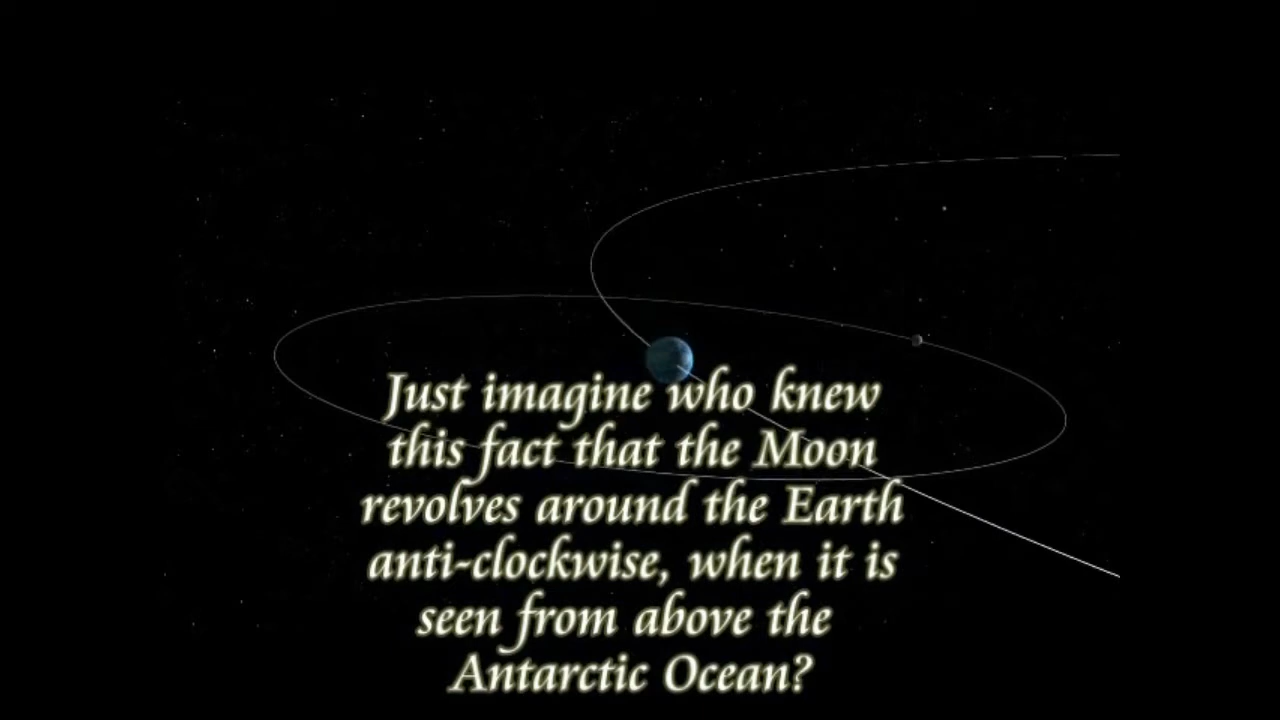 Just imagine who knew
this fact that the Moon
revolves around the Earth
anti-clockwise, when it is
seen from above the
Antarctic Ocean?